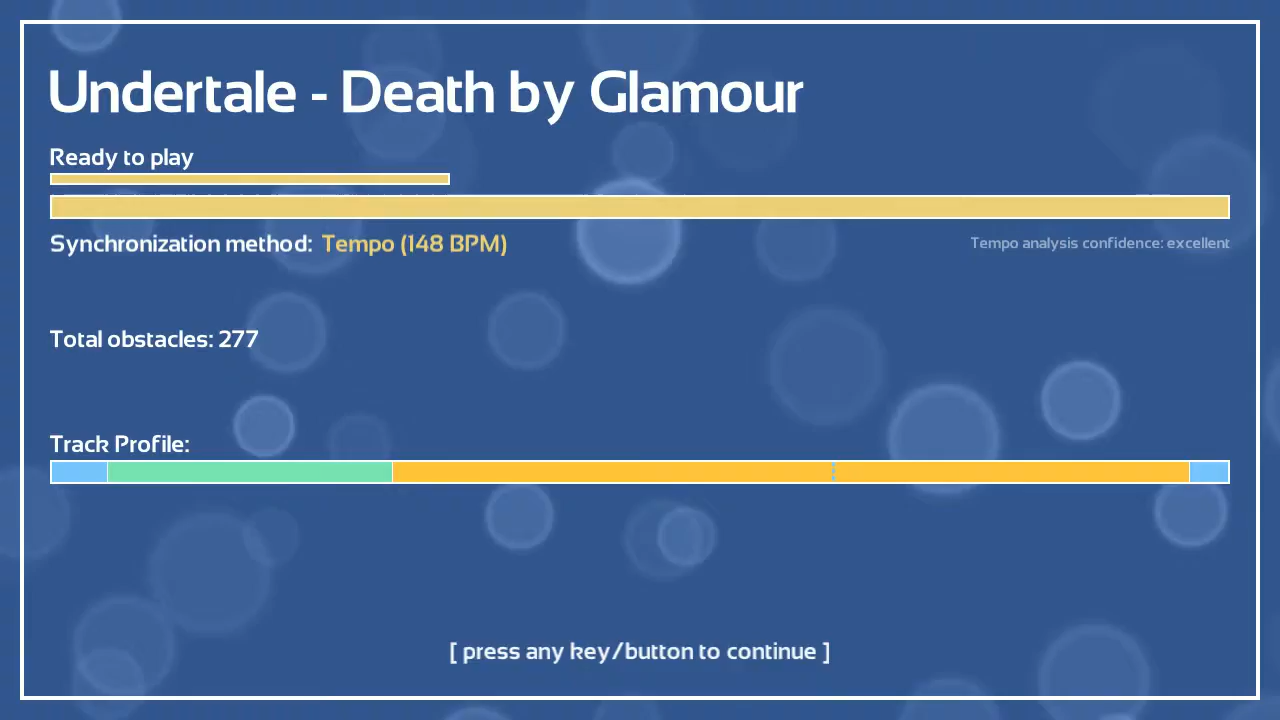 Undertale - Death by Glamour
Ready to play
Synchronization method: Tempo (148 BPM)
Tempo analysis confidence: excellent
Total obstacles: 277
Track Profile:
[ press any key/button to continue ]